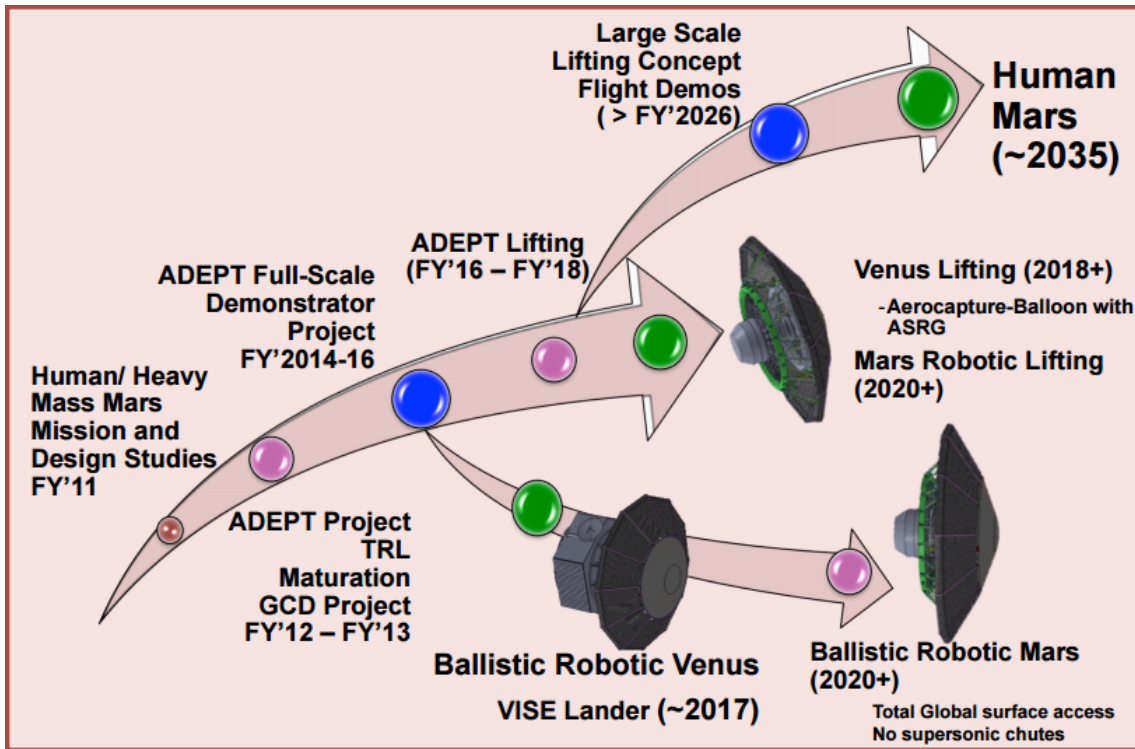 Large Scale
Lifting Concept
Flight Demos
( > FY'2026)
Human
Mars
(~2035)
ADEPT Lifting
(FY'16 – FY'18)
ADEPT Full-Scale
Demonstrator
Project
FY'2014-16
Venus Lifting (2018+)
-Aerocapture-Balloon with
ASRG
Mars Robotic Lifting
(2020+)
Human/ Heavy
Mass Mars
Mission and
Design Studies
FY'11
ADEPT Project
TRL
Maturation
GCD Project
FY'12 – FY'13
Ballistic Robotic Venus
VISE Lander (~2017)
Ballistic Robotic Mars
(2020+)
Total Global surface access
No supersonic chutes